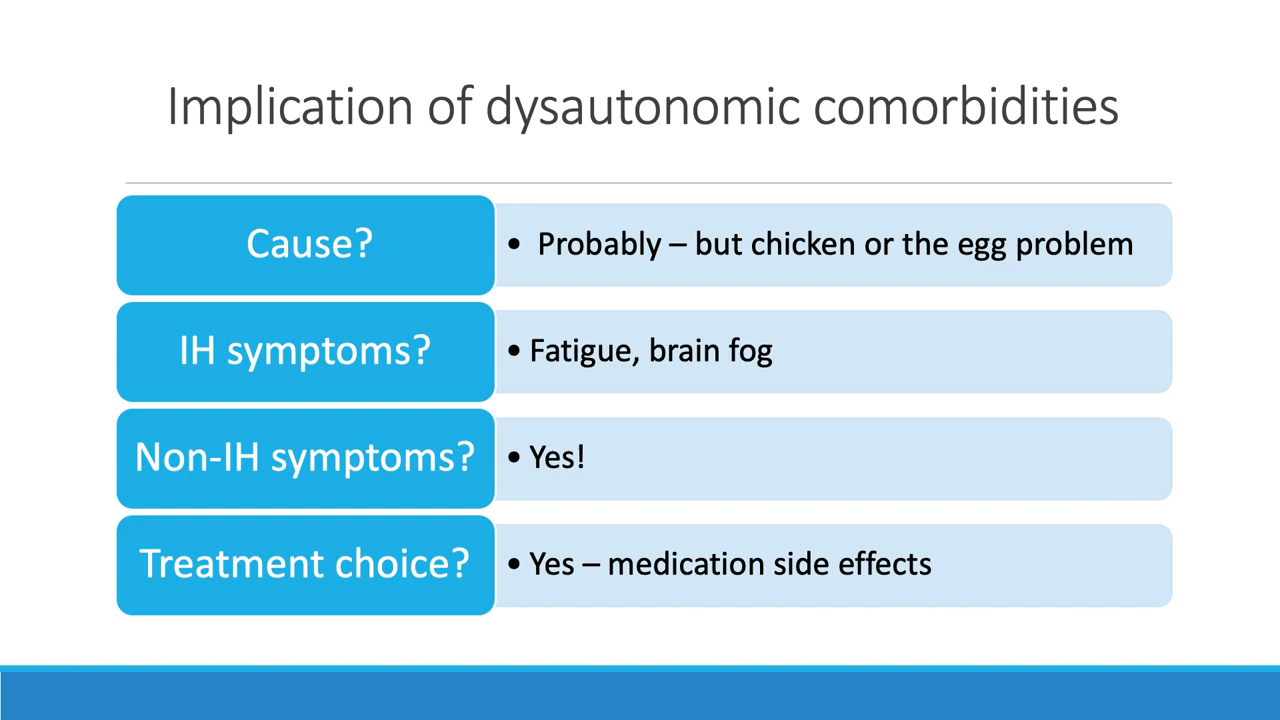 Implication of dysautonomic comorbidities
Cause?
• Probably – but chicken or the egg problem
IH symptoms?
• Fatigue, brain fog
Non-IH symptoms?
• Yes!
Treatment choice?
• Yes – medication side effects